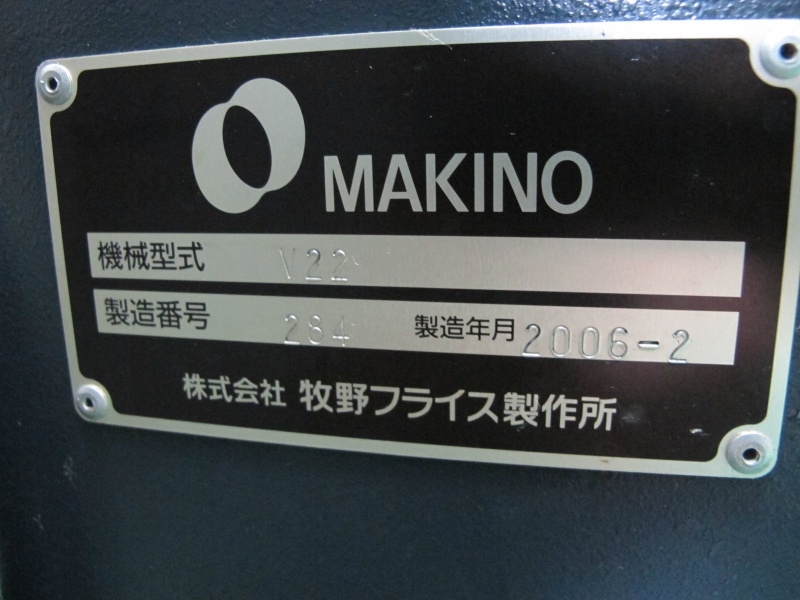 MAKINO
機械型式 V22
製造番号 284 製造年月 2006-2
株式会社 牧野フライス製作所